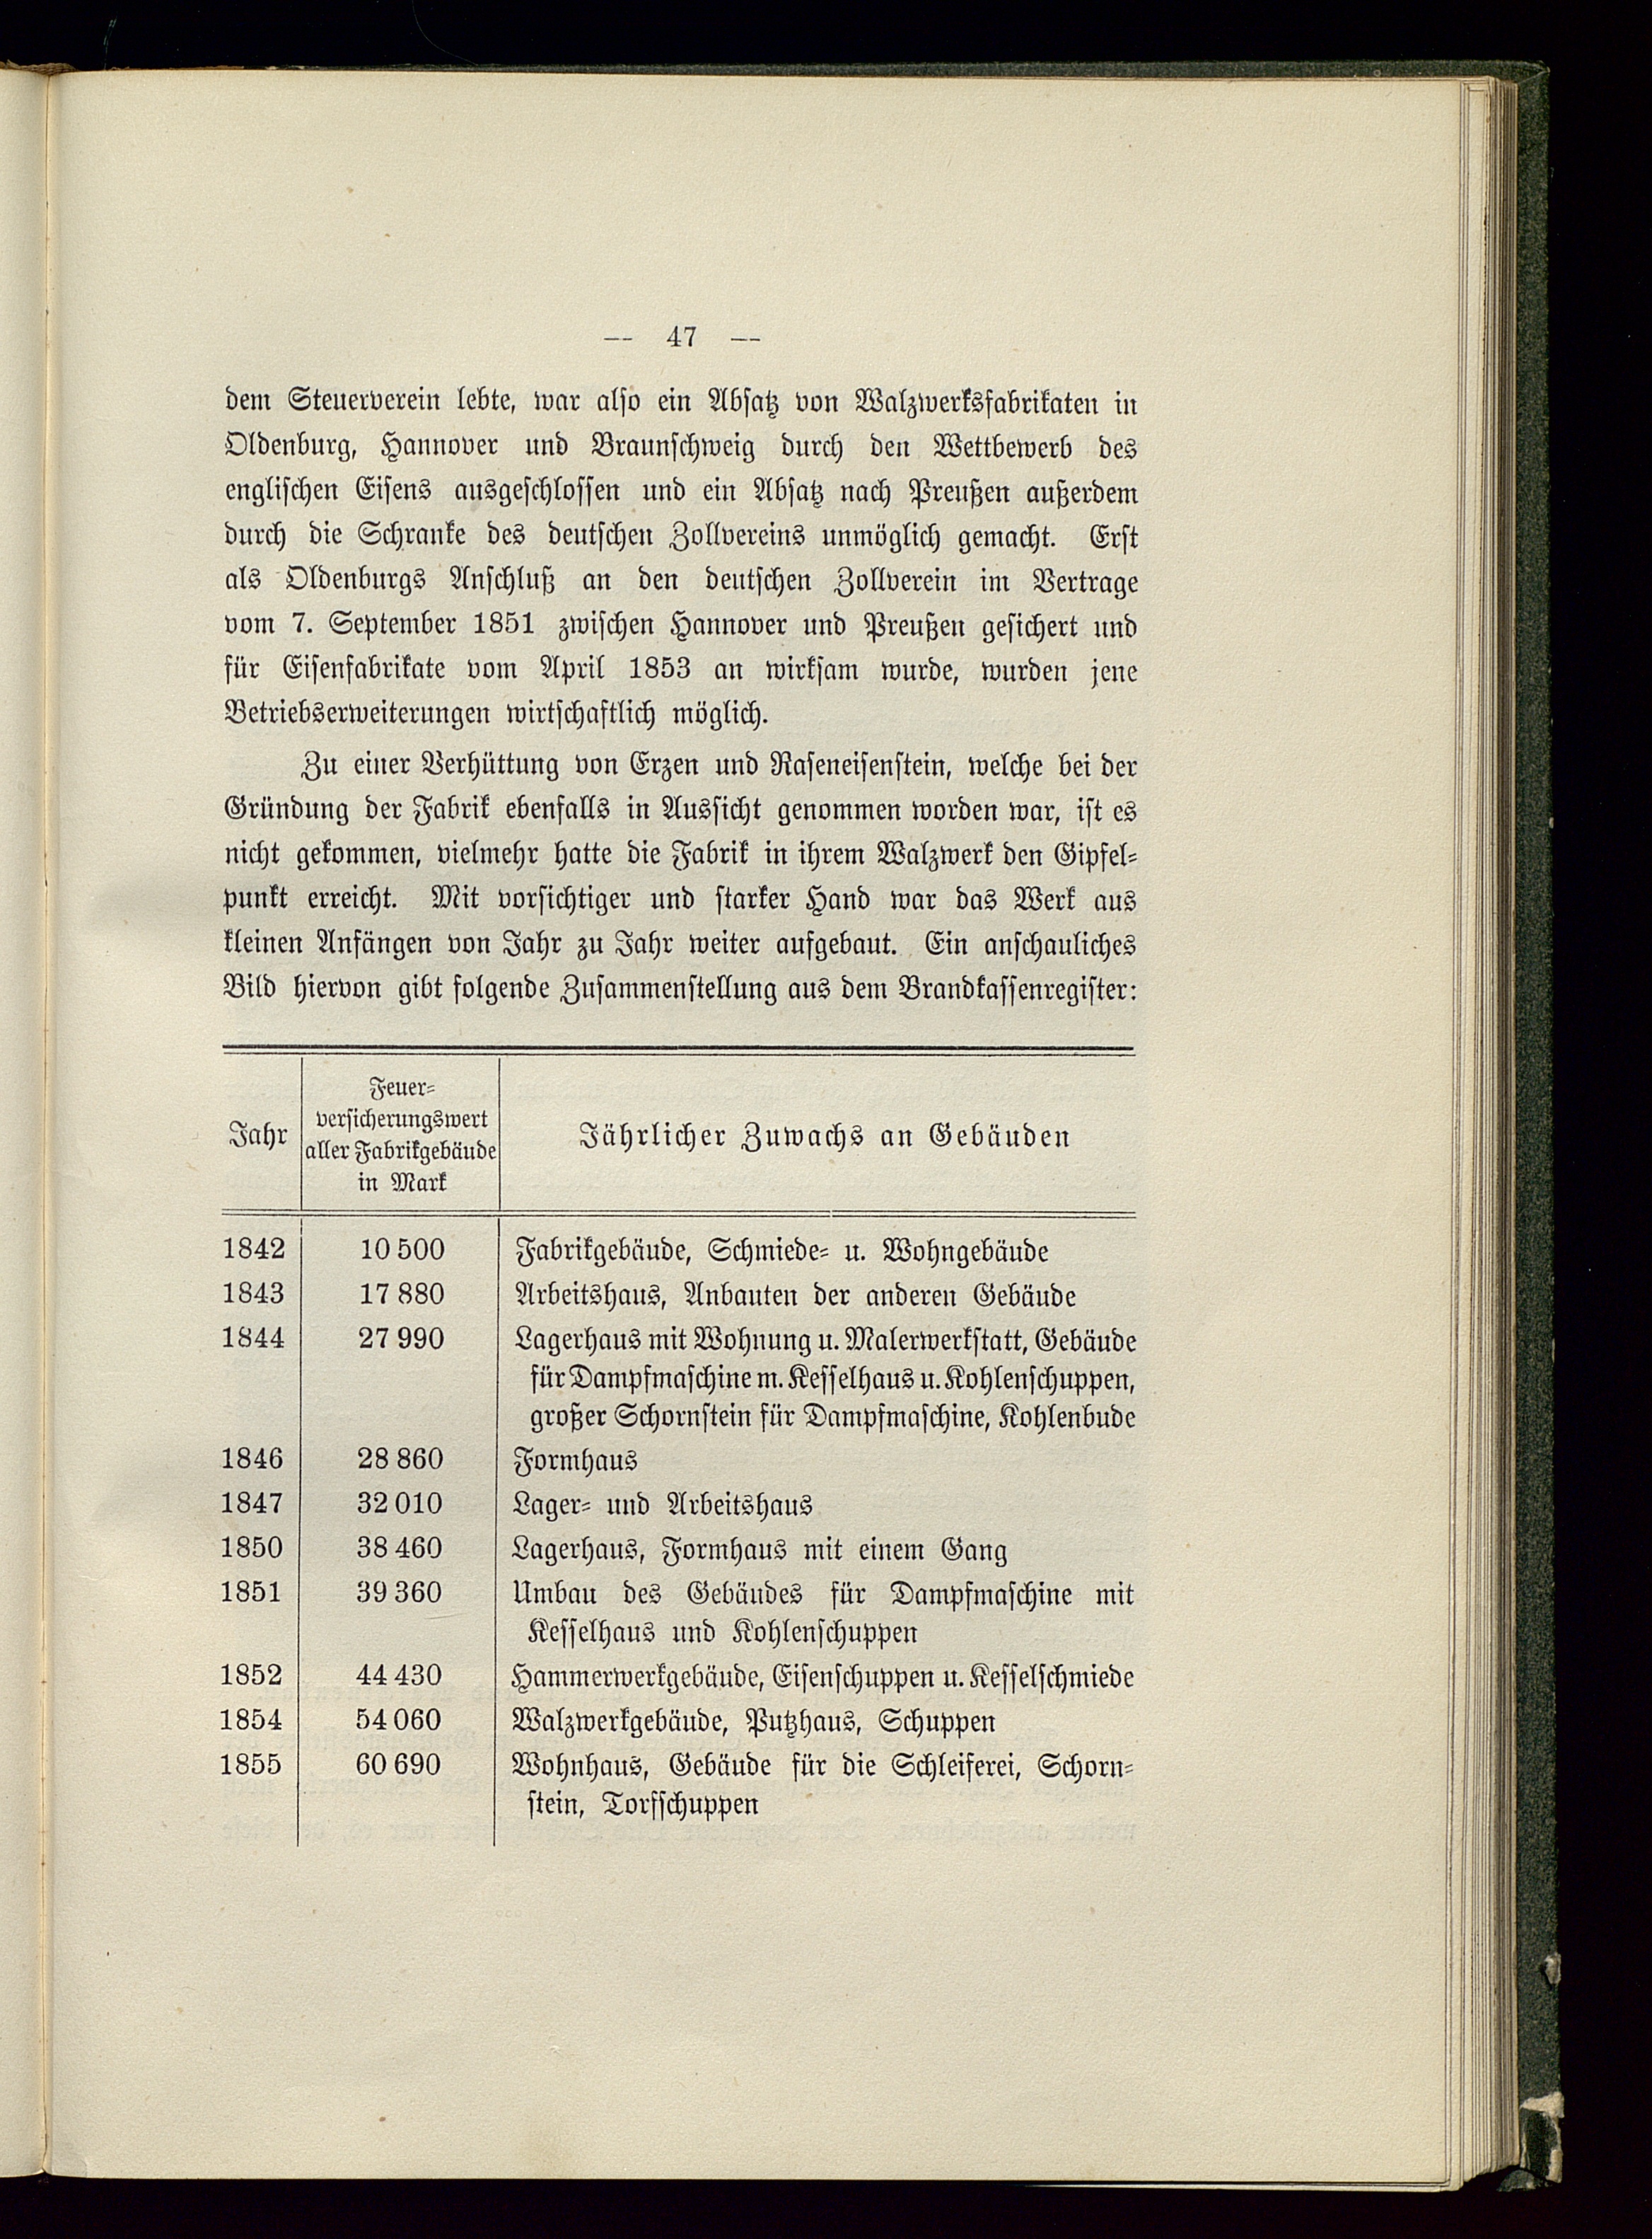 — 47 —
dem Steuerverein lebte, war also ein Absatz von Walzwerksfabrikaten in
Oldenburg, Hannover und Braunschweig durch den Wettbewerb des
englischen Eisens ausgeschlossen und ein Absatz nach Preußen außerdem
durch die Schranke des deutschen Zollvereins unmöglich gemacht. Erst
als Oldenburgs Anschluß an den deutschen Zollverein im Vertrage
vom 7. September 1851 zwischen Hannover und Preußen gesichert und
für Eisenfabrikate vom April 1853 an wirksam wurde, wurden jene
Betriebserweiterungen wirtschaftlich möglich.
Zu einer Verhüttung von Erzen und Raseneisenstein, welche bei der
Gründung der Fabrik ebenfalls in Aussicht genommen worden war, ist es
nicht gekommen, vielmehr hatte die Fabrik in ihrem Walzwerk den Gipfel-
punkt erreicht. Mit vorsichtiger und starker Hand war das Werk aus
kleinen Anfängen von Jahr zu Jahr weiter aufgebaut. Ein anschauliches
Bild hiervon gibt folgende Zusammenstellung aus dem Brandkassenregister:
Jahr
Feuer-
versicherungswert
aller Fabrikgebäude
in Mark
Jährlicher Zuwachs an Gebäuden
1842 10 500 Fabrikgebäude, Schmiede- u. Wohngebäude
1843 17 880 Arbeitshaus, Anbauten der anderen Gebäude
1844 27 990 Lagerhaus mit Wohnung u. Malerwerkstatt, Gebäude
für Dampfmaschine m. Kesselhaus u. Kohlenschuppen,
großer Schornstein für Dampfmaschine, Kohlenbude
1846 28 860 Formhaus
1847 32 010 Lager- und Arbeitshaus
1850 38 460 Lagerhaus, Formhaus mit einem Gang
1851 39 360 Umbau des Gebäudes für Dampfmaschine mit
Kesselhaus und Kohlenschuppen
1852 44 430 Hammerwerkgebäude, Eisenschuppen u. Kesselschmiede
1854 54 060 Walzwerkgebäude, Putzhaus, Schuppen
1855 60 690 Wohnhaus, Gebäude für die Schleiferei, Schorn-
stein, Torfschuppen